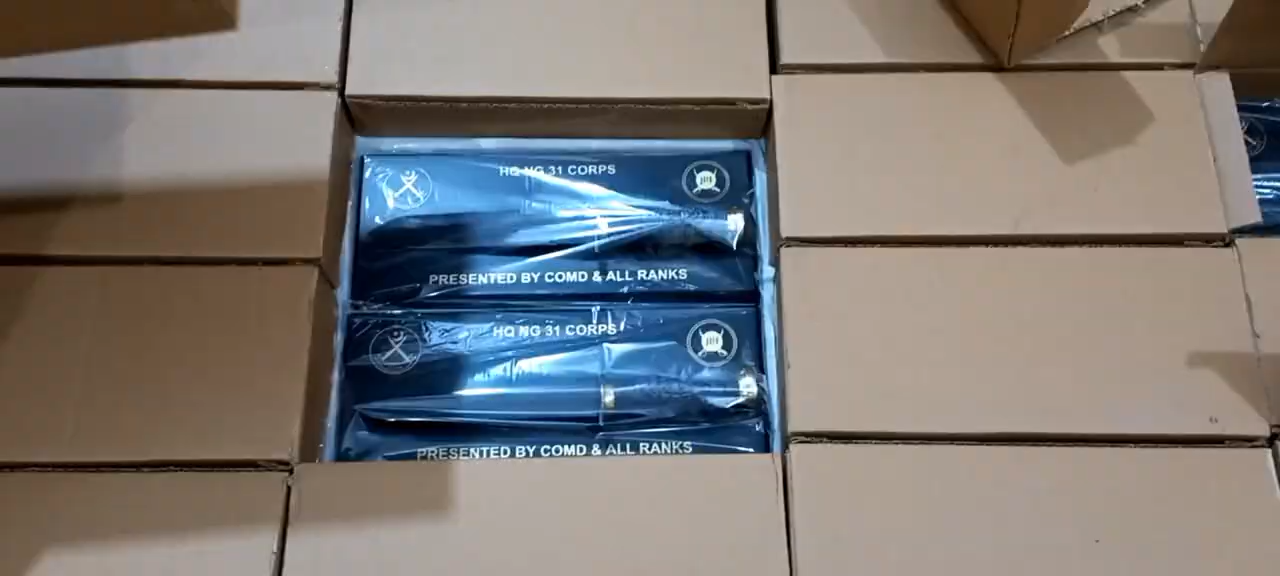 HQ NG 31 CORPS
PRESENTED BY COMD & ALL RANKS
HQ NG 31 CORPS
PRESENTED BY COMD & ALL RANKS